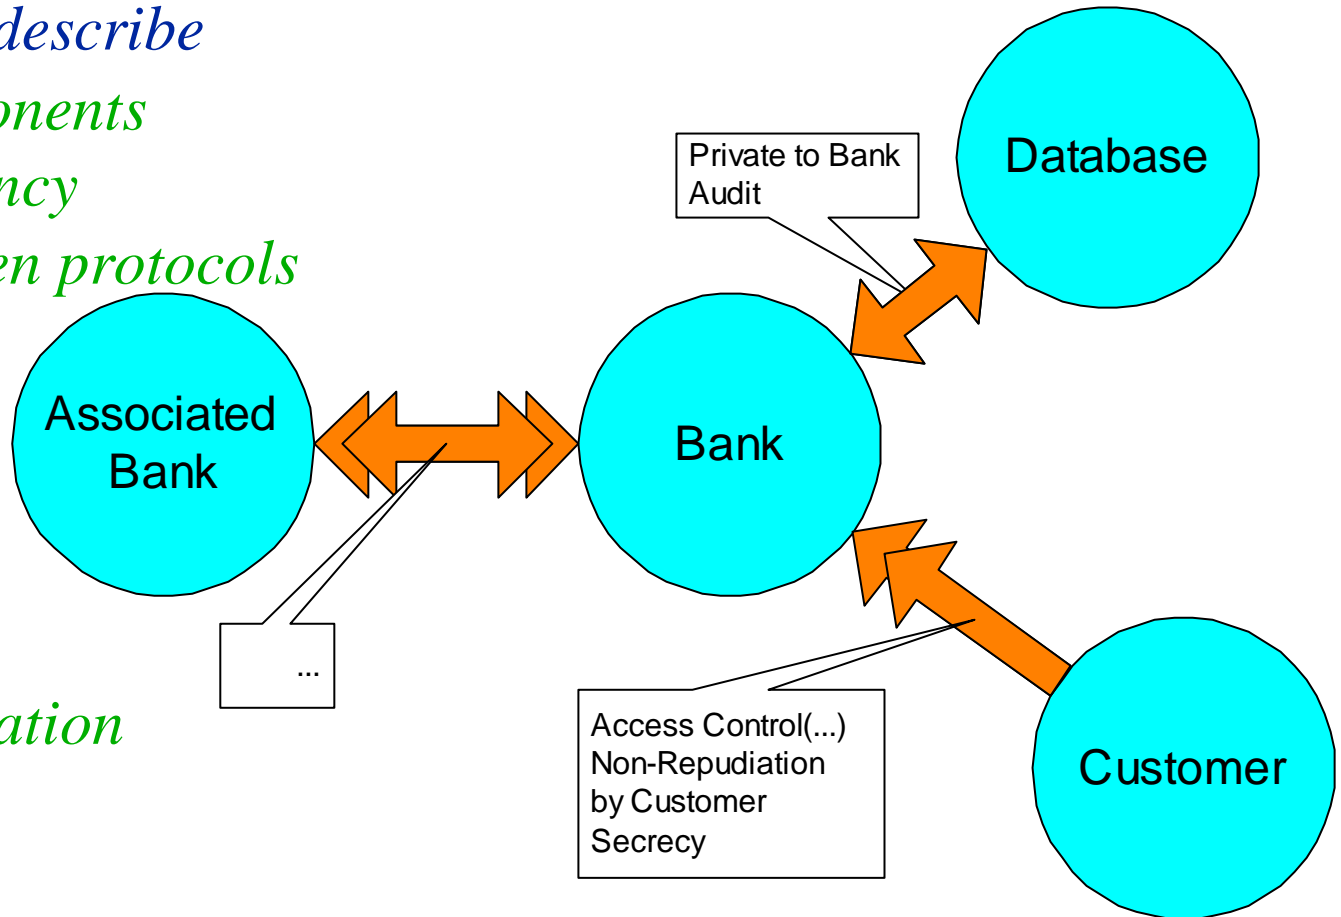 describe
onents
ncy
en protocols
ation
Private to Bank
Audit
Database
Associated
Bank
Bank
...
Access Control(...)
Non-Repudiation
by Customer
Secrecy
Customer